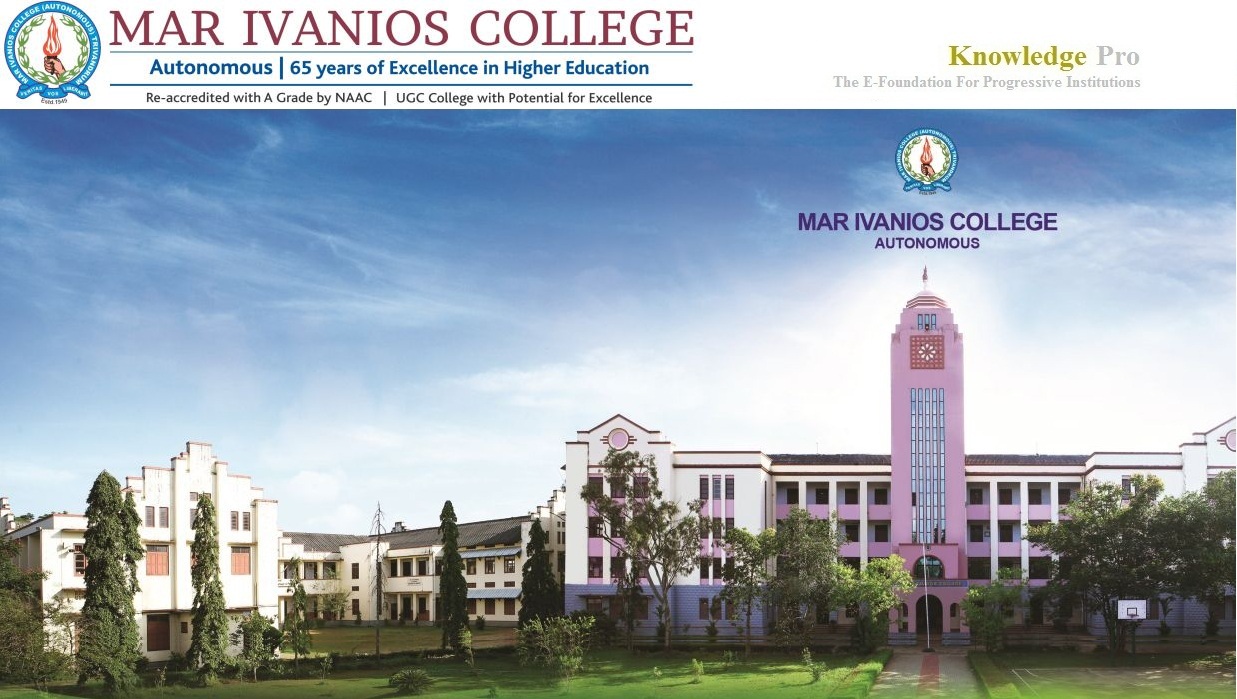 MAR IVANIOS COLLEGE (AUTONOMOUS) TRIVANDRUM
VERITAS VOS LIBERABIT
Estd.1949
MAR IVANIOS COLLEGE
Autonomous | 65 years of Excellence in Higher Education
Re-accredited with A Grade by NAAC | UGC College with Potential for Excellence
Knowledge Pro
The E-Foundation For Progressive Institutions
MAR IVANIOS COLLEGE
AUTONOMOUS